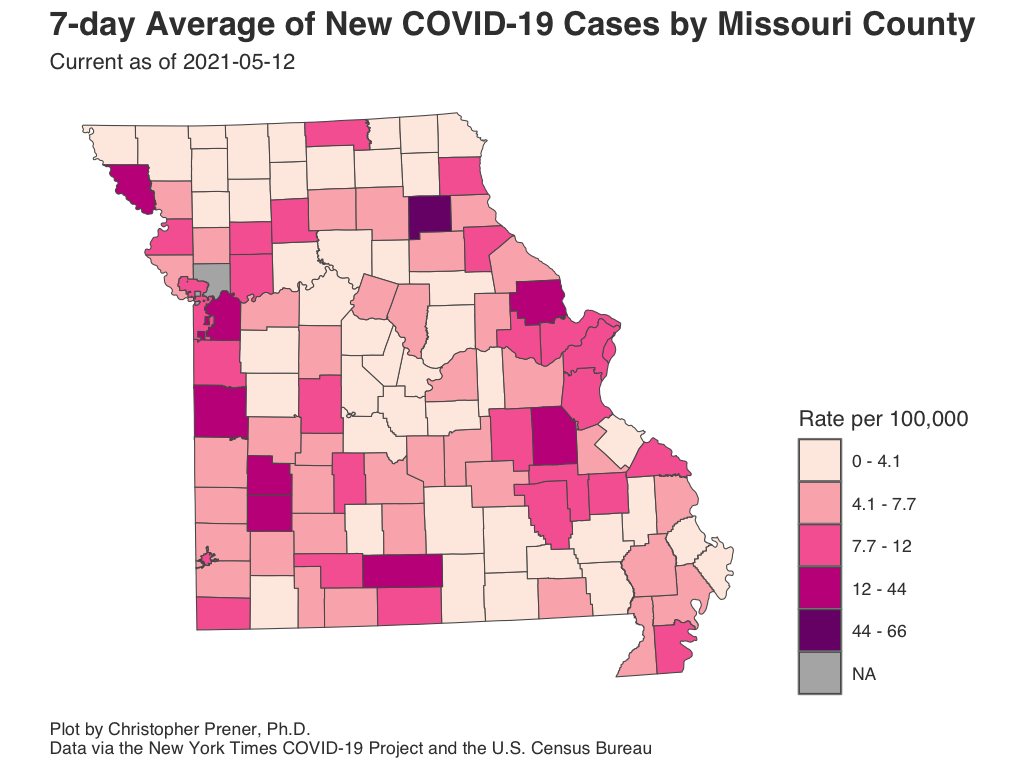 7-day Average of New COVID-19 Cases by Missouri County
Current as of 2021-05-12
Rate per 100,000
0 - 4.1
4.1 - 7.7
7.7 - 12
12 - 44
44 - 66
NA
Plot by Christopher Prener, Ph.D.
Data via the New York Times COVID-19 Project and the U.S. Census Bureau